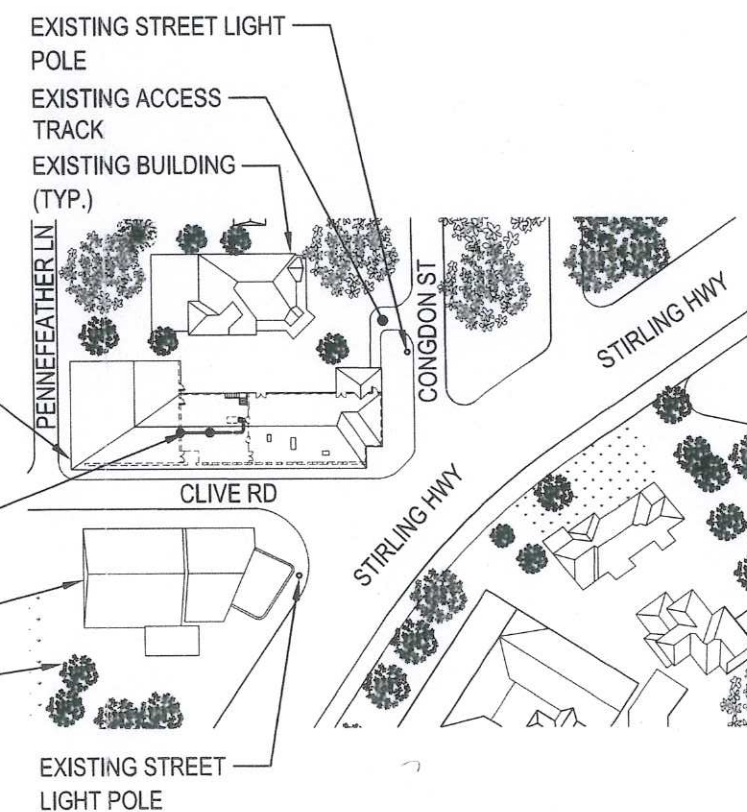 EXISTING STREET LIGHT
POLE
EXISTING ACCESS
TRACK
EXISTING BUILDING
(TYP.)
PENNEFEATHER LN
CONGDON ST
STIRLING HWY
CLIVE RD
STIRLING HWY
EXISTING STREET
LIGHT POLE